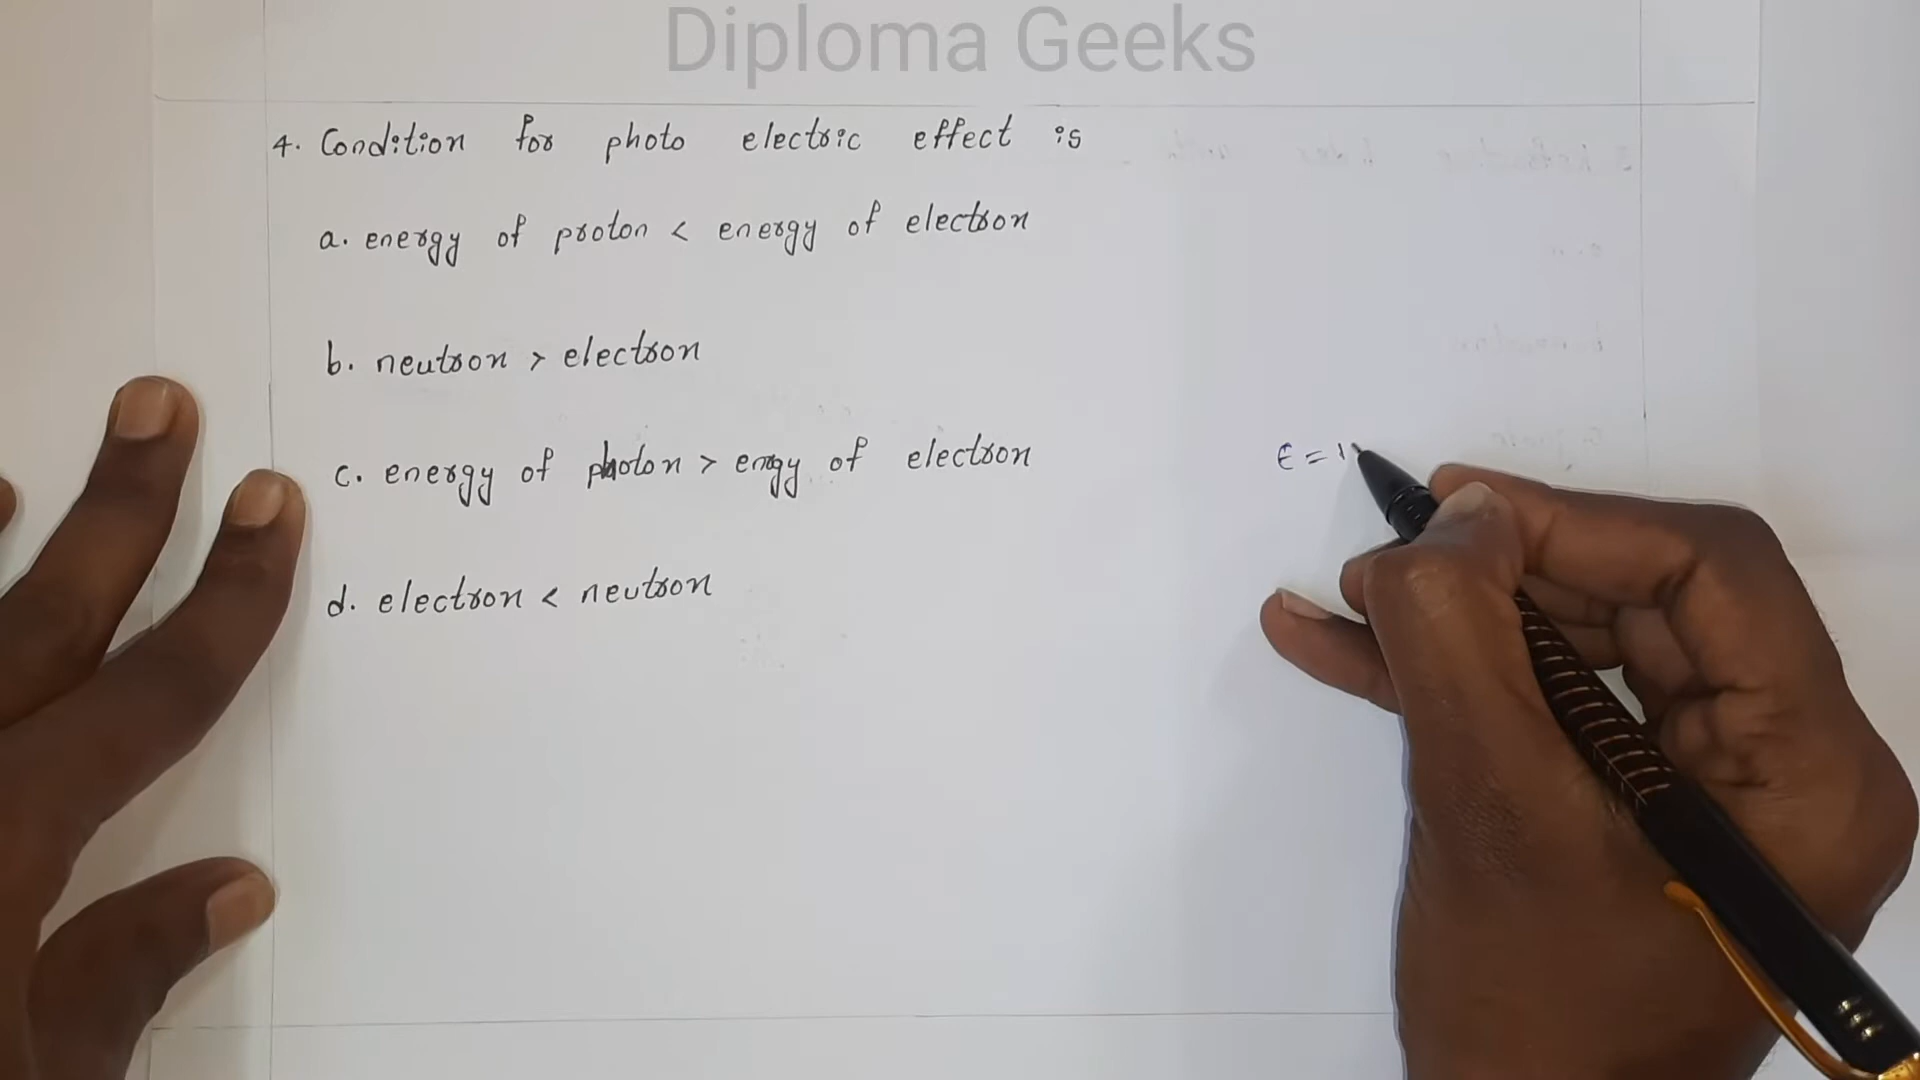 Diploma Geeks
4. Condition for photo electric effect is
a. energy of proton < energy of electron
b. neutron > electron
c. energy of photon > enrgy of electron
d. electron < neutron
E =